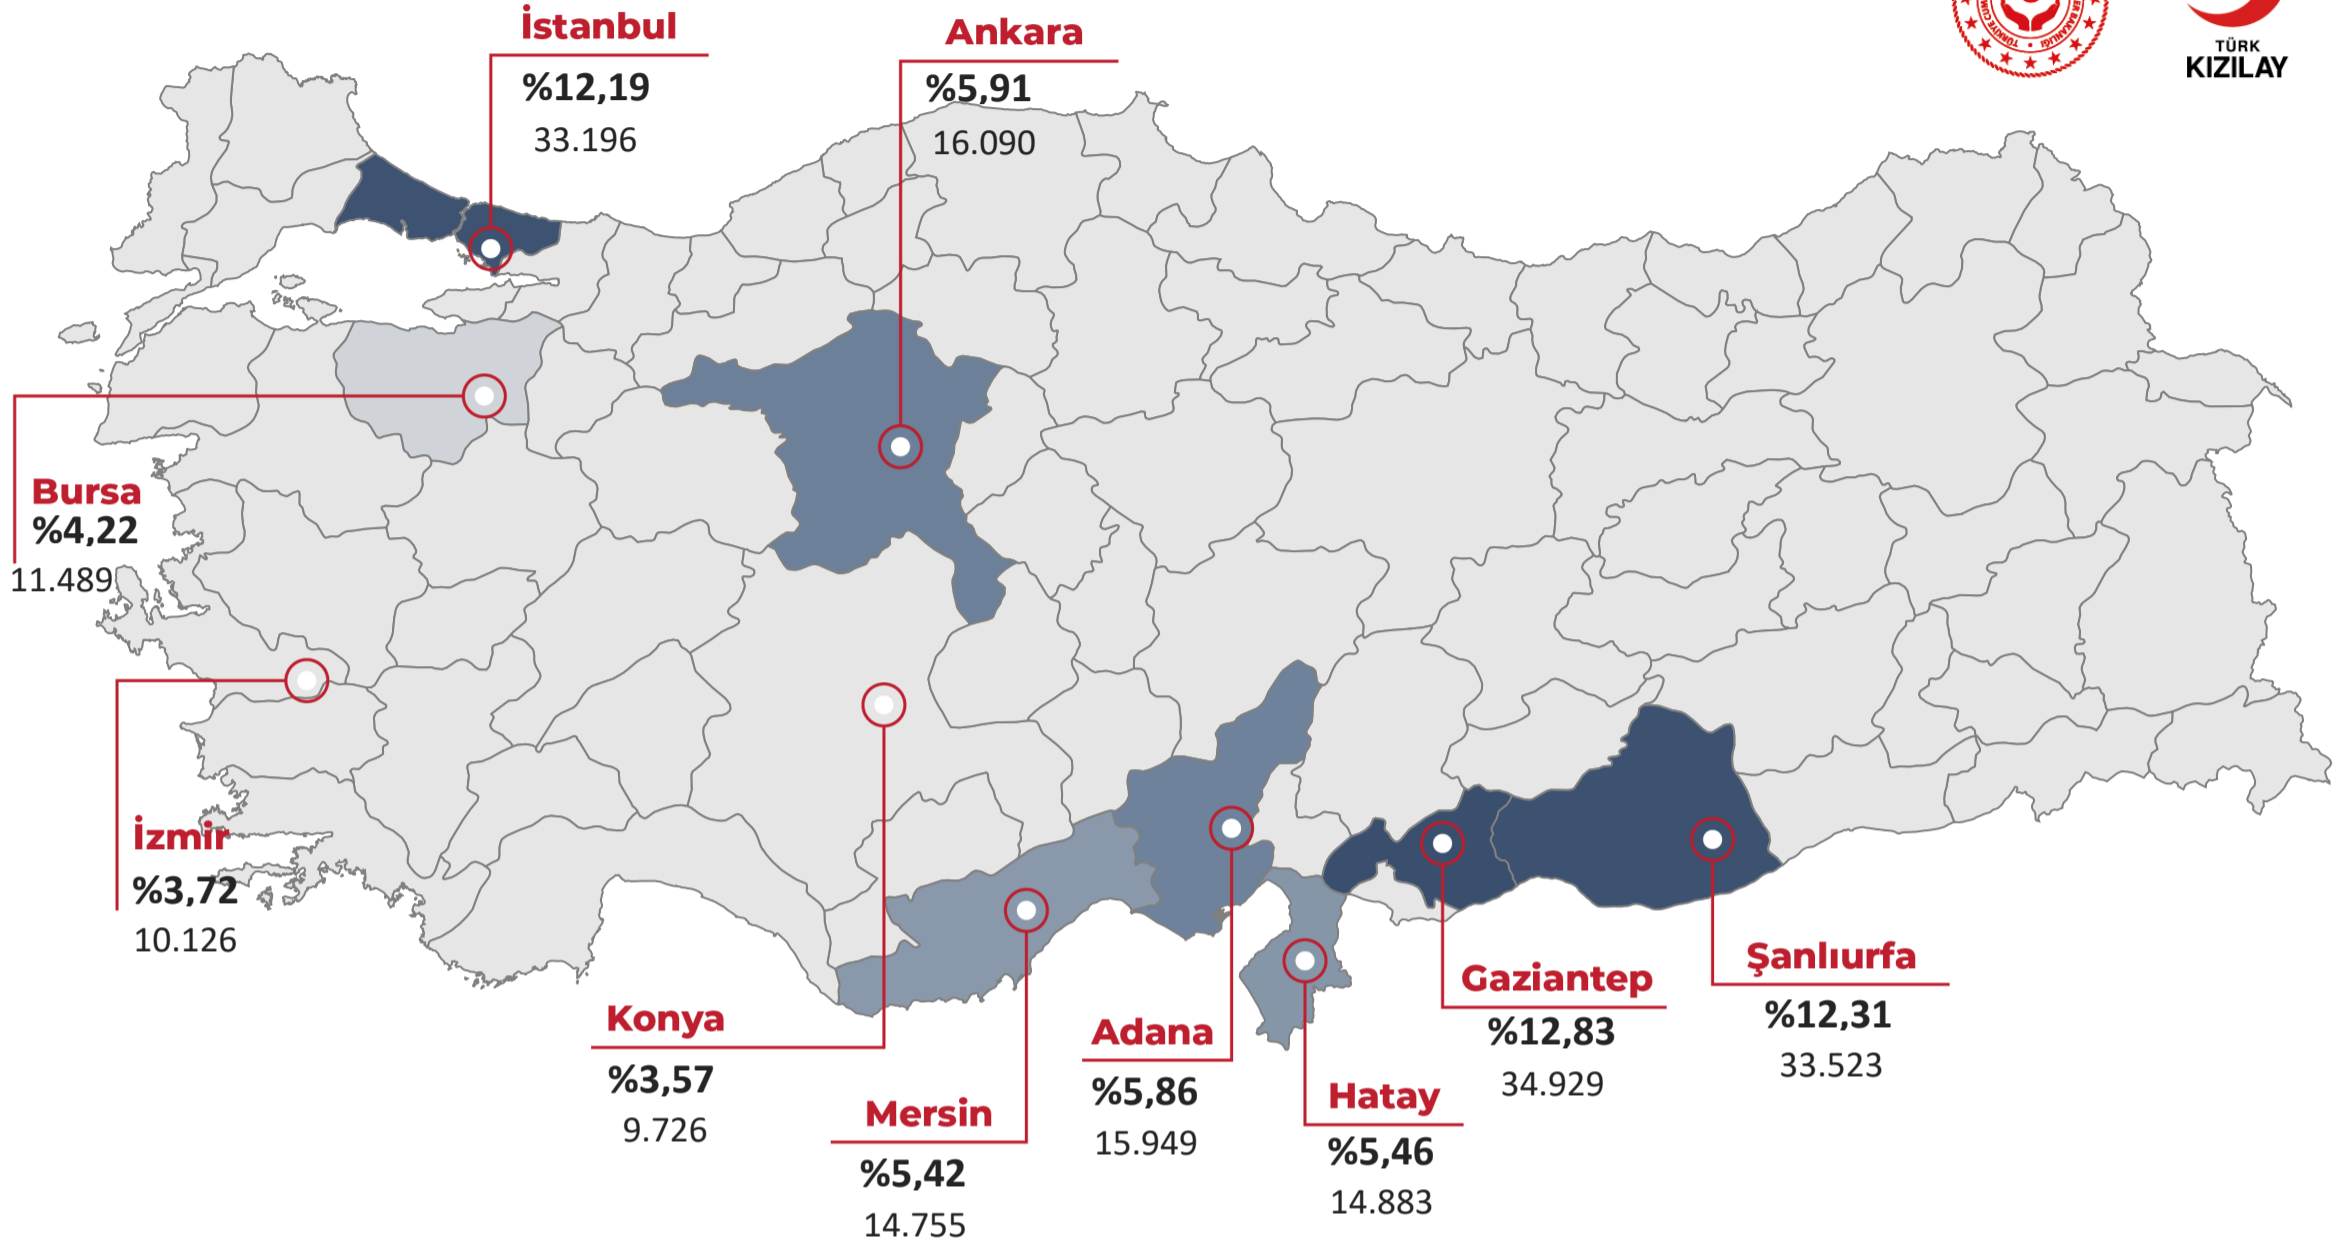 İstanbul
%12,19
33.196
Ankara
%5,91
16.090
TÜRK
KIZILAY
Bursa
%4,22
11.489
İzmir
%3,72
10.126
Konya
%3,57
9.726
Mersin
%5,42
14.755
Adana
%5,86
15.949
Hatay
%5,46
14.883
Gaziantep
%12,83
34.929
Şanlıurfa
%12,31
33.523